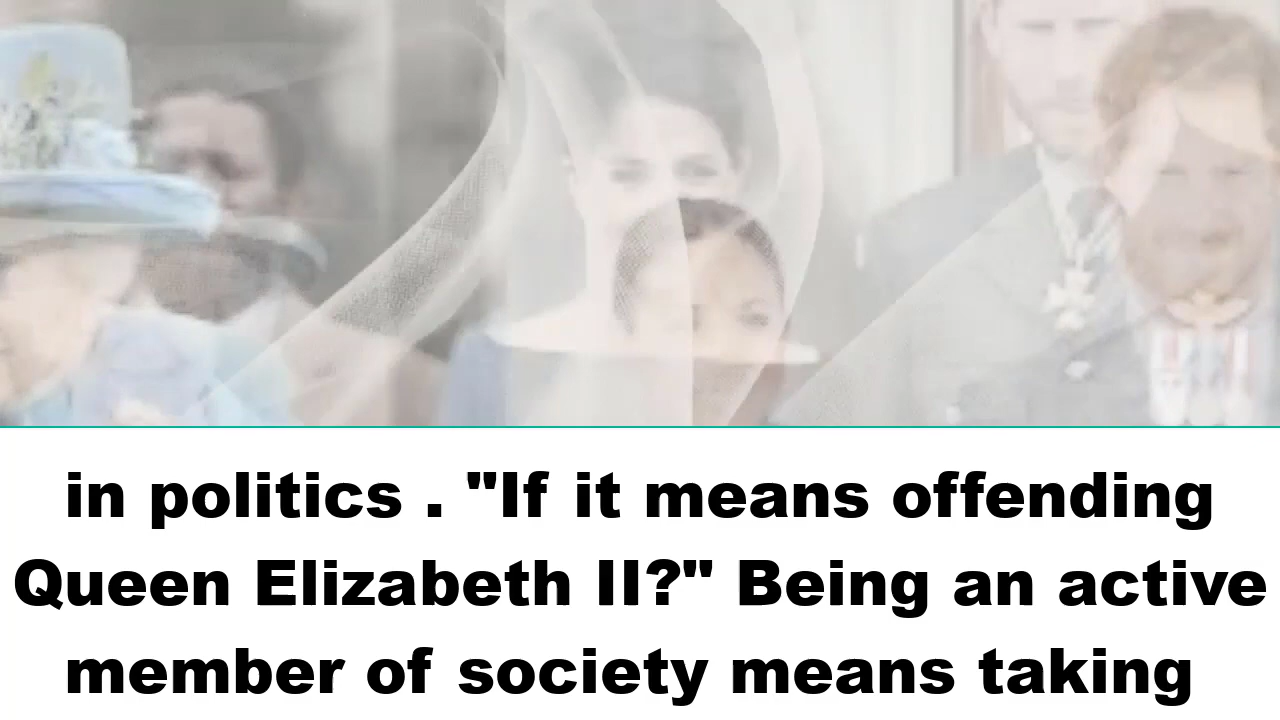 in politics . "If it means offending
Queen Elizabeth II?" Being an active
member of society means taking